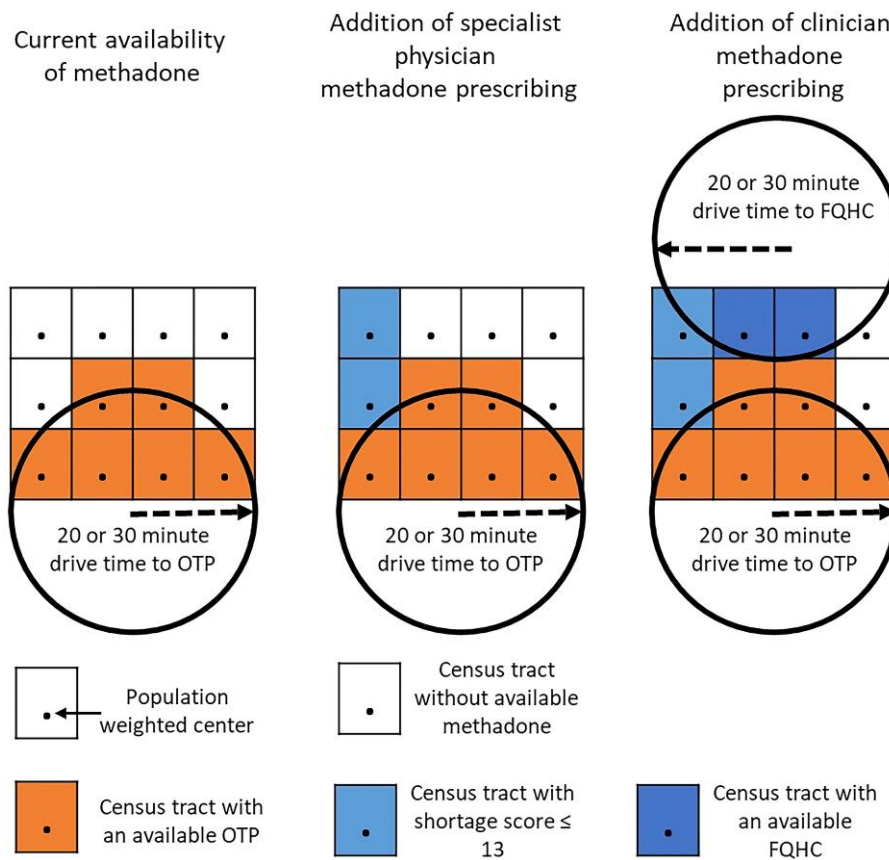 Current availability
of methadone
Addition of specialist
physician
methadone prescribing
Addition of clinician
methadone
prescribing
20 or 30 minute
drive time to FQHC
20 or 30 minute
drive time to OTP
20 or 30 minute
drive time to OTP
20 or 30 minute
drive time to OTP
Population
weighted center
Census tract
without available
methadone
Census tract with
an available OTP
Census tract with
shortage score ≤
13
Census tract with
an available
FQHC